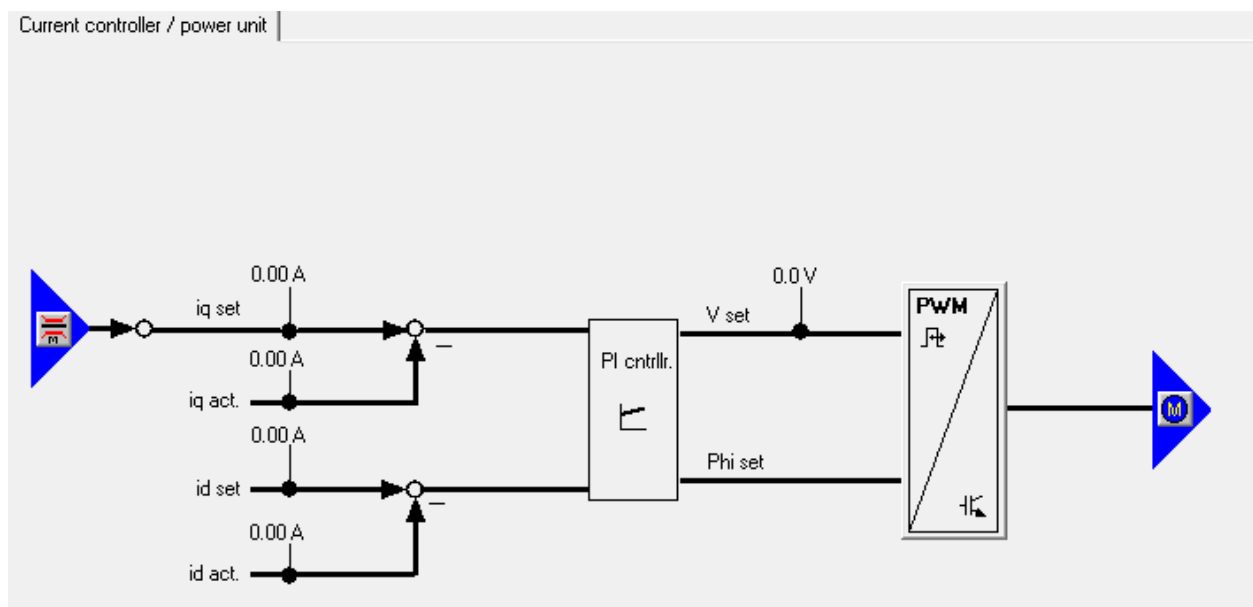 Current controller / power unit
0.00 A
0.0 V
iq set
V set
PWM
M
0.00 A
PI cntrllr.
iq act.
M
0.00 A
Phi set
id set
0.00 A
id act.